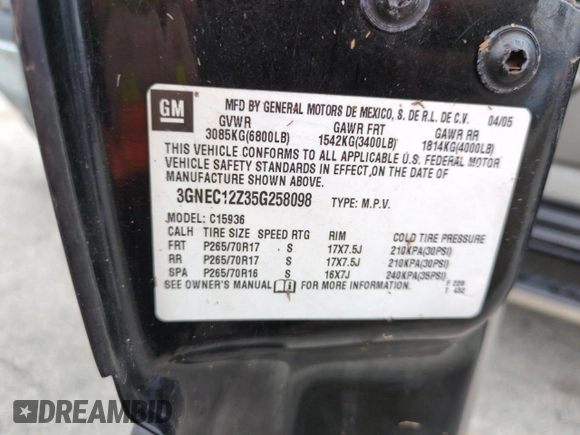 GM
MFD BY GENERAL MOTORS DE MEXICO, S. DE R.L. DE C.V. 04/05
GVWR GAWR FRT GAWR RR
3085KG(6800LB) 1542KG(3400LB) 1814KG(4000LB)
THIS VEHICLE CONFORMS TO ALL APPLICABLE U.S. FEDERAL MOTOR
VEHICLE SAFETY STANDARDS IN EFFECT,ON THE DATE OF
MANUFACTURE SHOWN ABOVE.
3GNEC12Z35G258098 TYPE: M.P.V.
MODEL: C15936
CALH TIRE SIZE SPEED RTG RIM COLD TIRE PRESSURE
FRT P265/70R17 S 17X7.5J 210KPA(30PSI)
RR P265/70R17 S 17X7.5J 210KPA(30PSI)
SPA P265/70R16 S 16X7J 240KPA(35PSI)
SEE OWNER'S MANUAL i FOR MORE INFORMATION.
F 228
T 402
DREAMBID